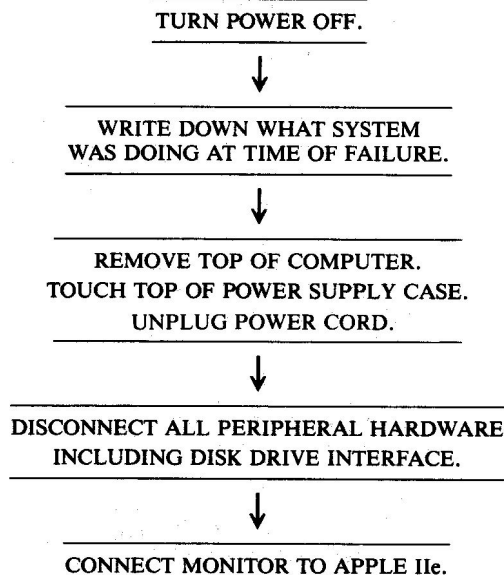 TURN POWER OFF.
WRITE DOWN WHAT SYSTEM
WAS DOING AT TIME OF FAILURE.
REMOVE TOP OF COMPUTER.
TOUCH TOP OF POWER SUPPLY CASE.
UNPLUG POWER CORD.
DISCONNECT ALL PERIPHERAL HARDWARE
INCLUDING DISK DRIVE INTERFACE.
CONNECT MONITOR TO APPLE IIe.